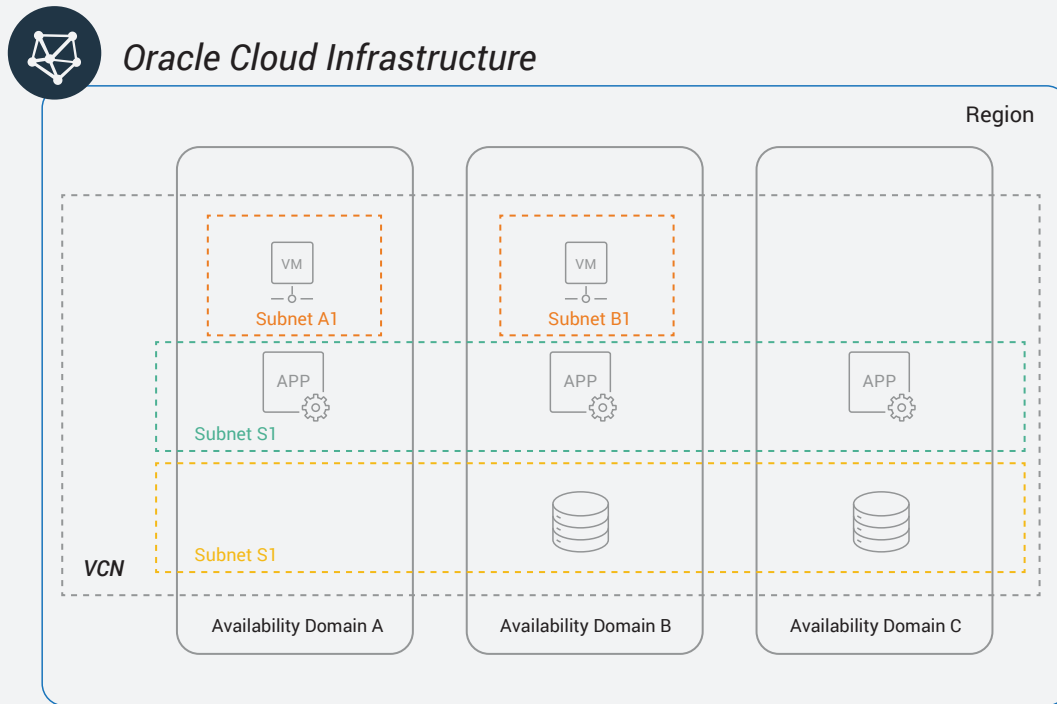 Oracle Cloud Infrastructure
Region
VM
VM
Subnet A1
Subnet B1
APP
APP
APP
Subnet S1
Subnet S1
VCN
Availability Domain A
Availability Domain B
Availability Domain C